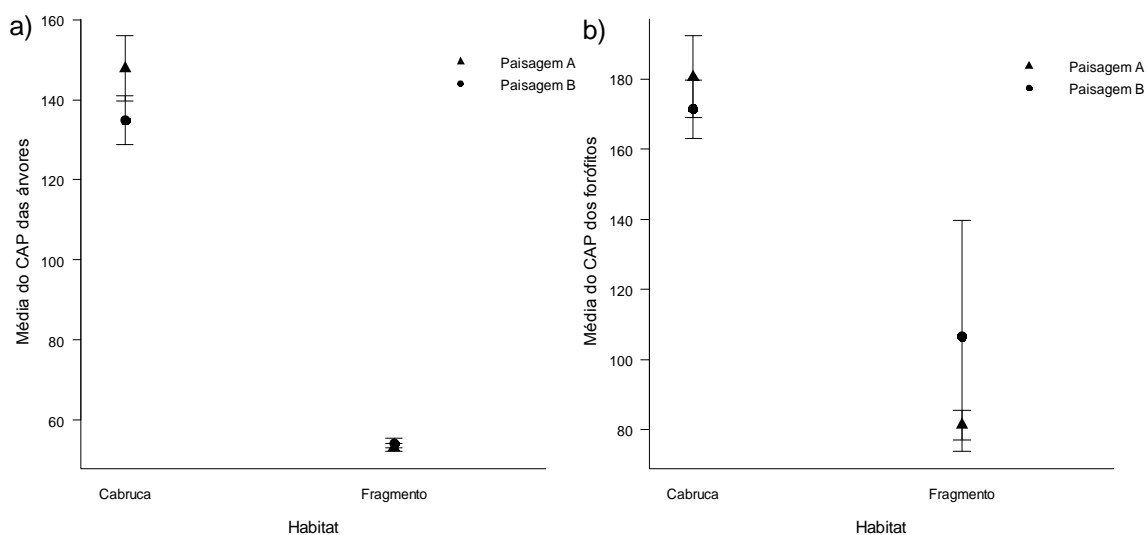 a)
160
140
120
100
80
60
Média do CAP das árvores
Paisagem A
Paisagem B
Cabruca
Fragmento
Habitat
b)
180
160
140
120
100
80
Média do CAP dos forófitos
Paisagem A
Paisagem B
Cabruca
Fragmento
Habitat